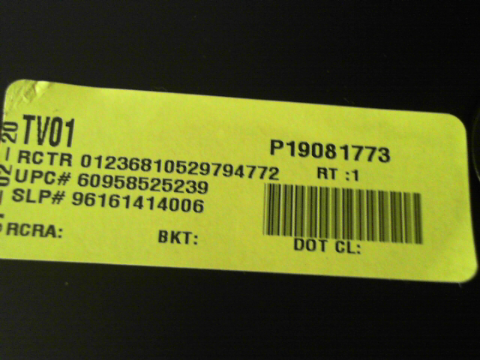 TV01
P19081773
RCTR 01236810529794772 RT :1
UPC# 60958525239
SLP# 96161414006
RCRA: BKT: DOT CL: